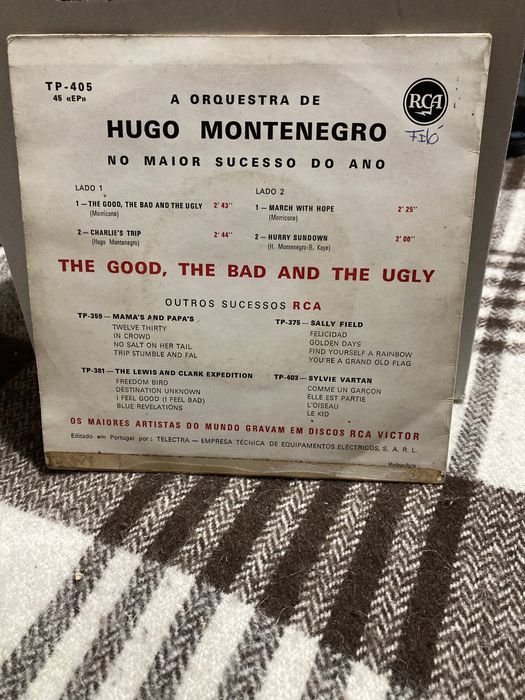 TP-405
45 «EP»
RCA
Filó
A ORQUESTRA DE
HUGO MONTENEGRO
NO MAIOR SUCESSO DO ANO
LADO 1
1 — THE GOOD, THE BAD AND THE UGLY 2' 43''
(Morricone)
2 — CHARLIE'S TRIP 2' 44''
(Hugo Montenegro)
LADO 2
1 — MARCH WITH HOPE 2' 25''
(Morricone)
2 — HURRY SUNDOWN 2' 00''
(H. Montenegro-B. Kaye)
THE GOOD, THE BAD AND THE UGLY
OUTROS SUCESSOS RCA
TP-359 — MAMA'S AND PAPA'S
TWELVE THIRTY
IN CROWD
NO SALT ON HER TAIL
TRIP STUMBLE AND FAL
TP-375 — SALLY FIELD
FELICIDAD
GOLDEN DAYS
FIND YOURSELF A RAINBOW
YOU'RE A GRAND OLD FLAG
TP-381 — THE LEWIS AND CLARK EXPEDITION
FREEDOM BIRD
DESTINATION UNKNOWN
I FEEL GOOD (I FEEL BAD)
BLUE REVELATIONS
TP-403 — SYLVIE VARTAN
COMME UN GARÇON
ELLE EST PARTIE
L'OISEAU
LE KID
OS MAIORES ARTISTAS DO MUNDO GRAVAM EM DISCOS RCA VICTOR
Editado em Portugal por: TELECTRA — EMPRESA TÉCNICA DE EQUIPAMENTOS ELÉCTRICOS, S. A. R. L.